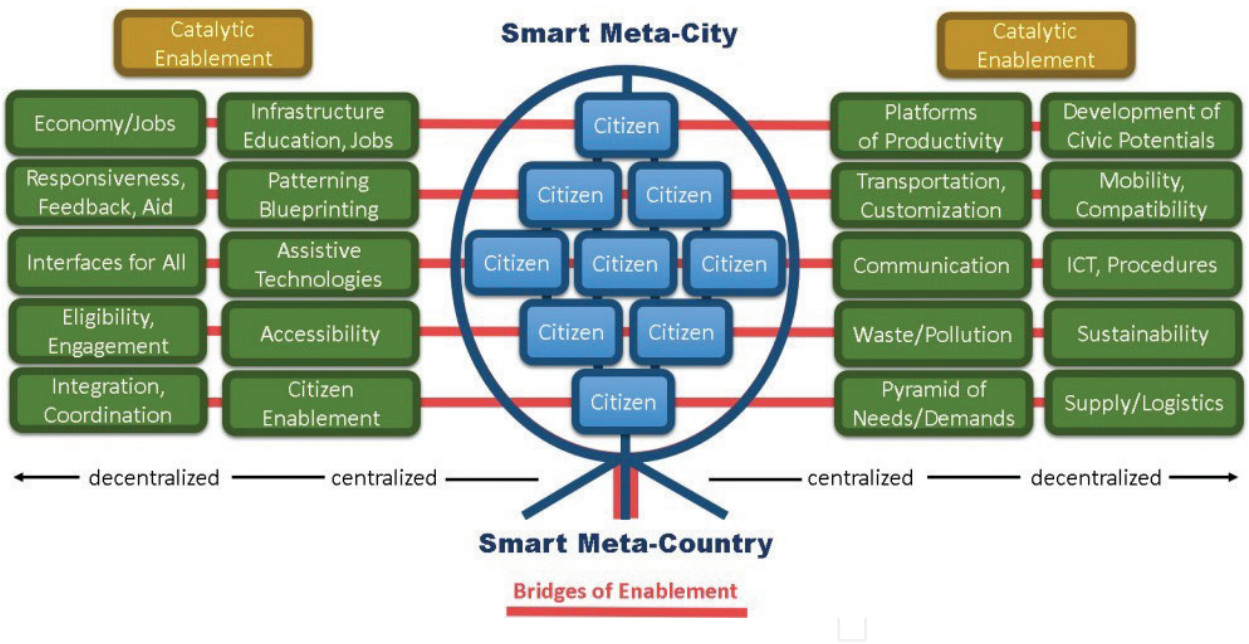 Catalytic
Enablement
Smart Meta-City
Catalytic
Enablement
Economy/Jobs
Infrastructure
Education, Jobs
Citizen
Platforms
of Productivity
Development of
Civic Potentials
Responsiveness,
Feedback, Aid
Patterning
Blueprinting
Citizen
Citizen
Transportation,
Customization
Mobility,
Compatibility
Interfaces for All
Assistive
Technologies
Citizen
Citizen
Citizen
Communication
ICT, Procedures
Eligibility,
Engagement
Accessibility
Citizen
Citizen
Waste/Pollution
Sustainability
Integration,
Coordination
Citizen
Enablement
Citizen
Pyramid of
Needs/Demands
Supply/Logistics
decentralized
centralized
centralized
decentralized
Smart Meta-Country
Bridges of Enablement